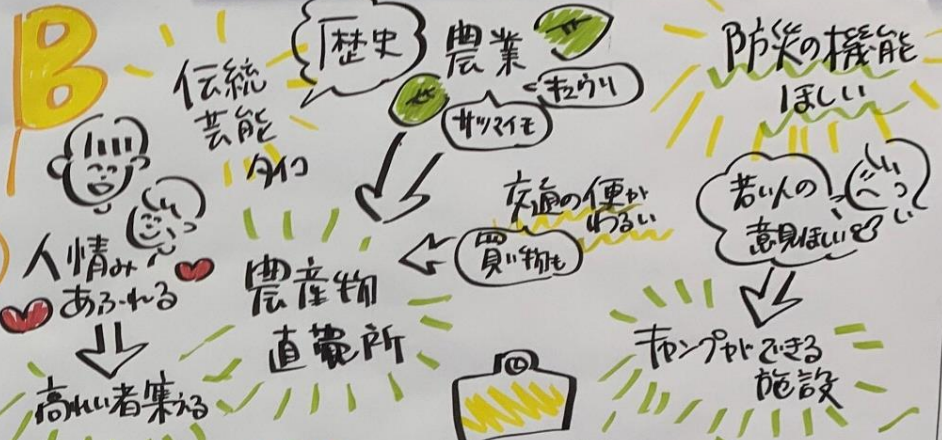 B
伝統
芸能
タイコ
歴史
農業
キュウリ
サツマイモ
防災の機能
ほしい
人情み
あふれる
高れい者集える
農産物
直売所
交通の便が
わるい
買い物も
若い人の
意見ほしい
キャンプができる
施設